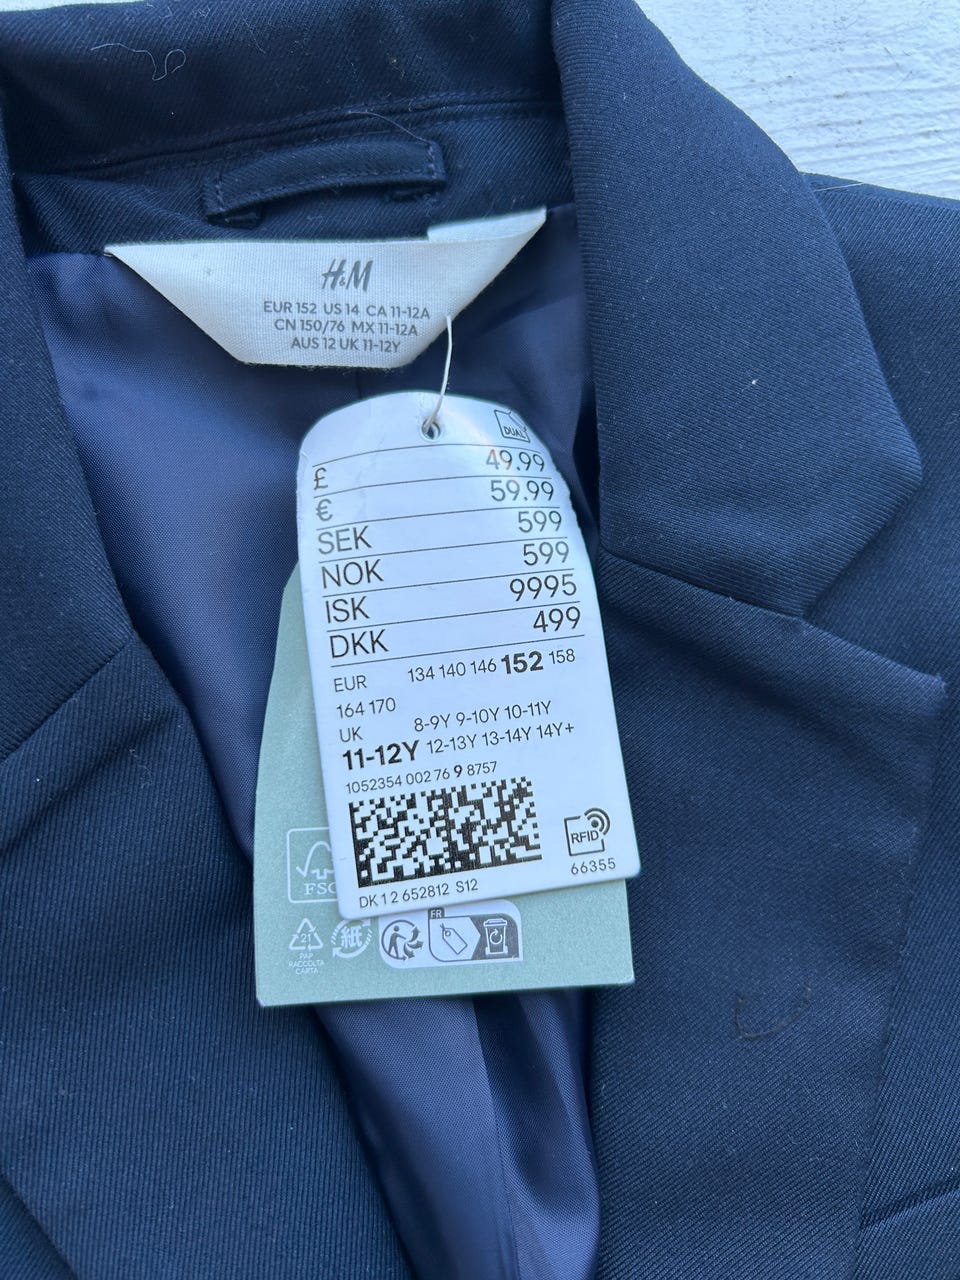 H&M
EUR 152 US 14 CA 11-12A
CN 150/76 MX 11-12A
AUS 12 UK 11-12Y
DUAL
£ 49.99
€ 59.99
SEK 599
NOK 599
ISK 9995
DKK 499
EUR 134 140 146 152 158
164 170
UK 8-9Y 9-10Y 10-11Y
11-12Y 12-13Y 13-14Y 14Y+
1052354 002 76 9 8757
RFID
66355
DK 1 2 652812 S12
FSC
FR
21
PAP
RACCOLTA
CARTA
紙